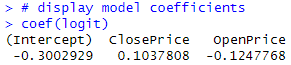 > # display model coefficients
> coef(logit)
(Intercept)  ClosePrice   OpenPrice
 -0.3002929   0.1037808  -0.1247768